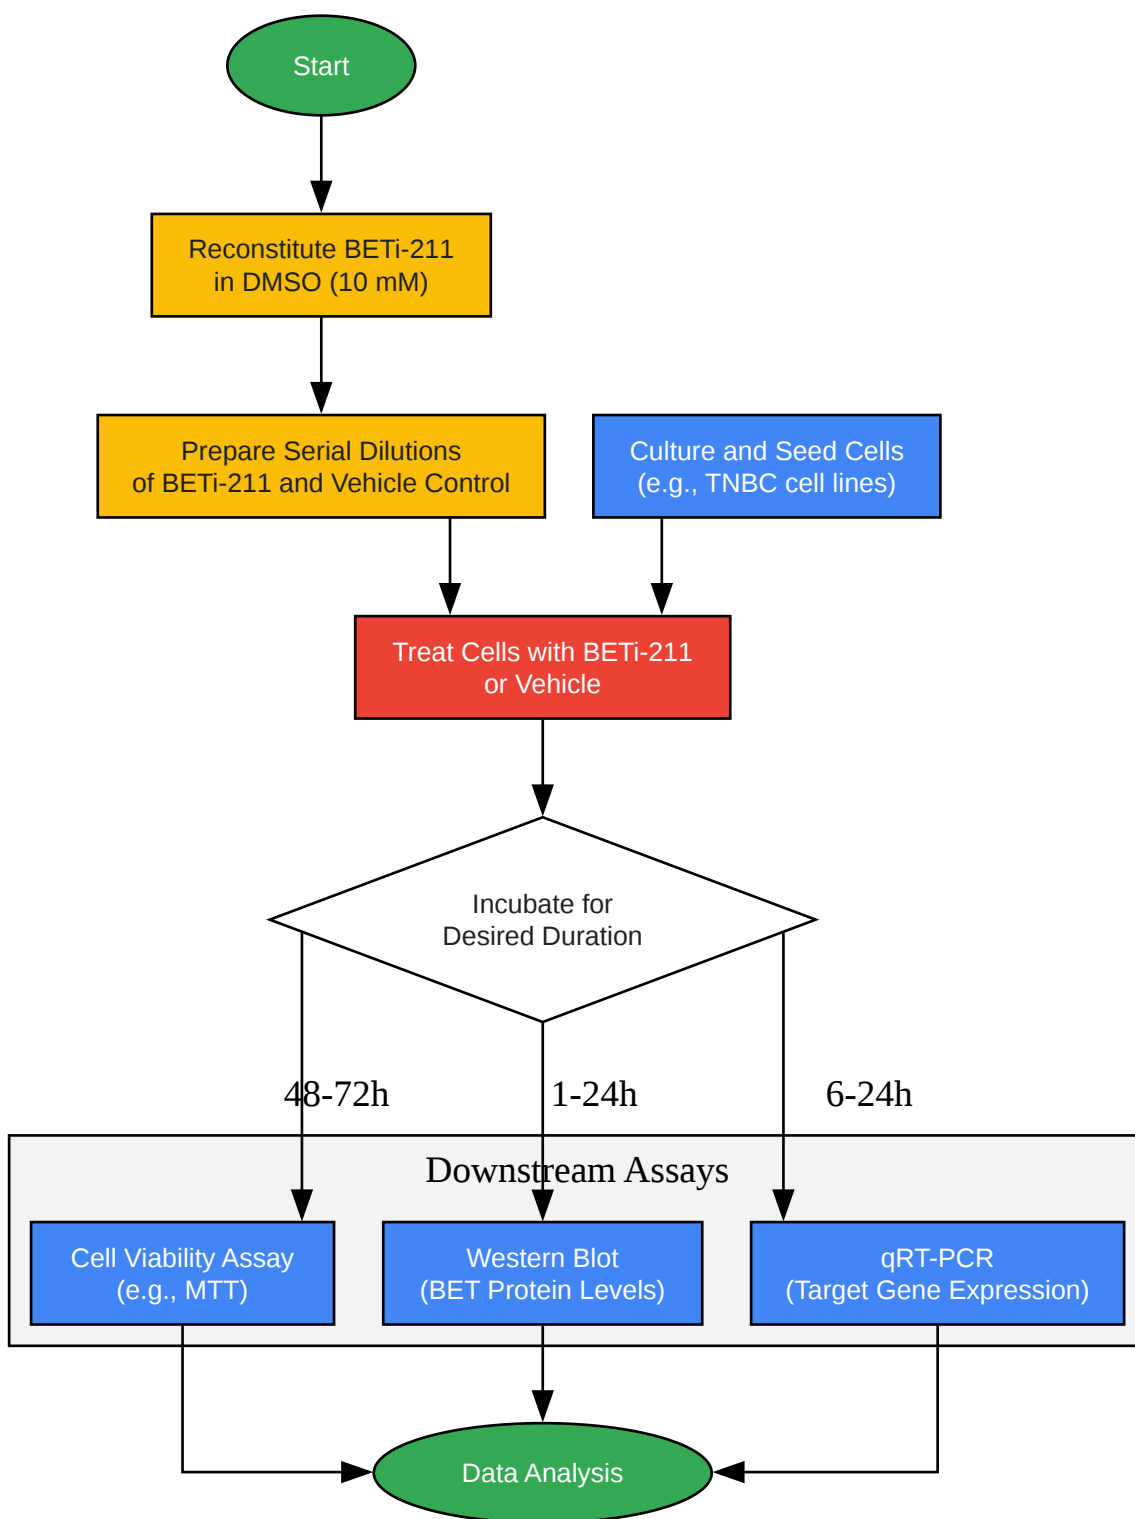 Start
Reconstitute BETi-211
in DMSO (10 mM)
Prepare Serial Dilutions
of BETi-211 and Vehicle Control
Culture and Seed Cells
(e.g., TNBC cell lines)
Treat Cells with BETi-211
or Vehicle
Incubate for
Desired Duration
48-72h
1-24h
6-24h
Downstream Assays
Cell Viability Assay
(e.g., MTT)
Western Blot
(BET Protein Levels)
qRT-PCR
(Target Gene Expression)
Data Analysis